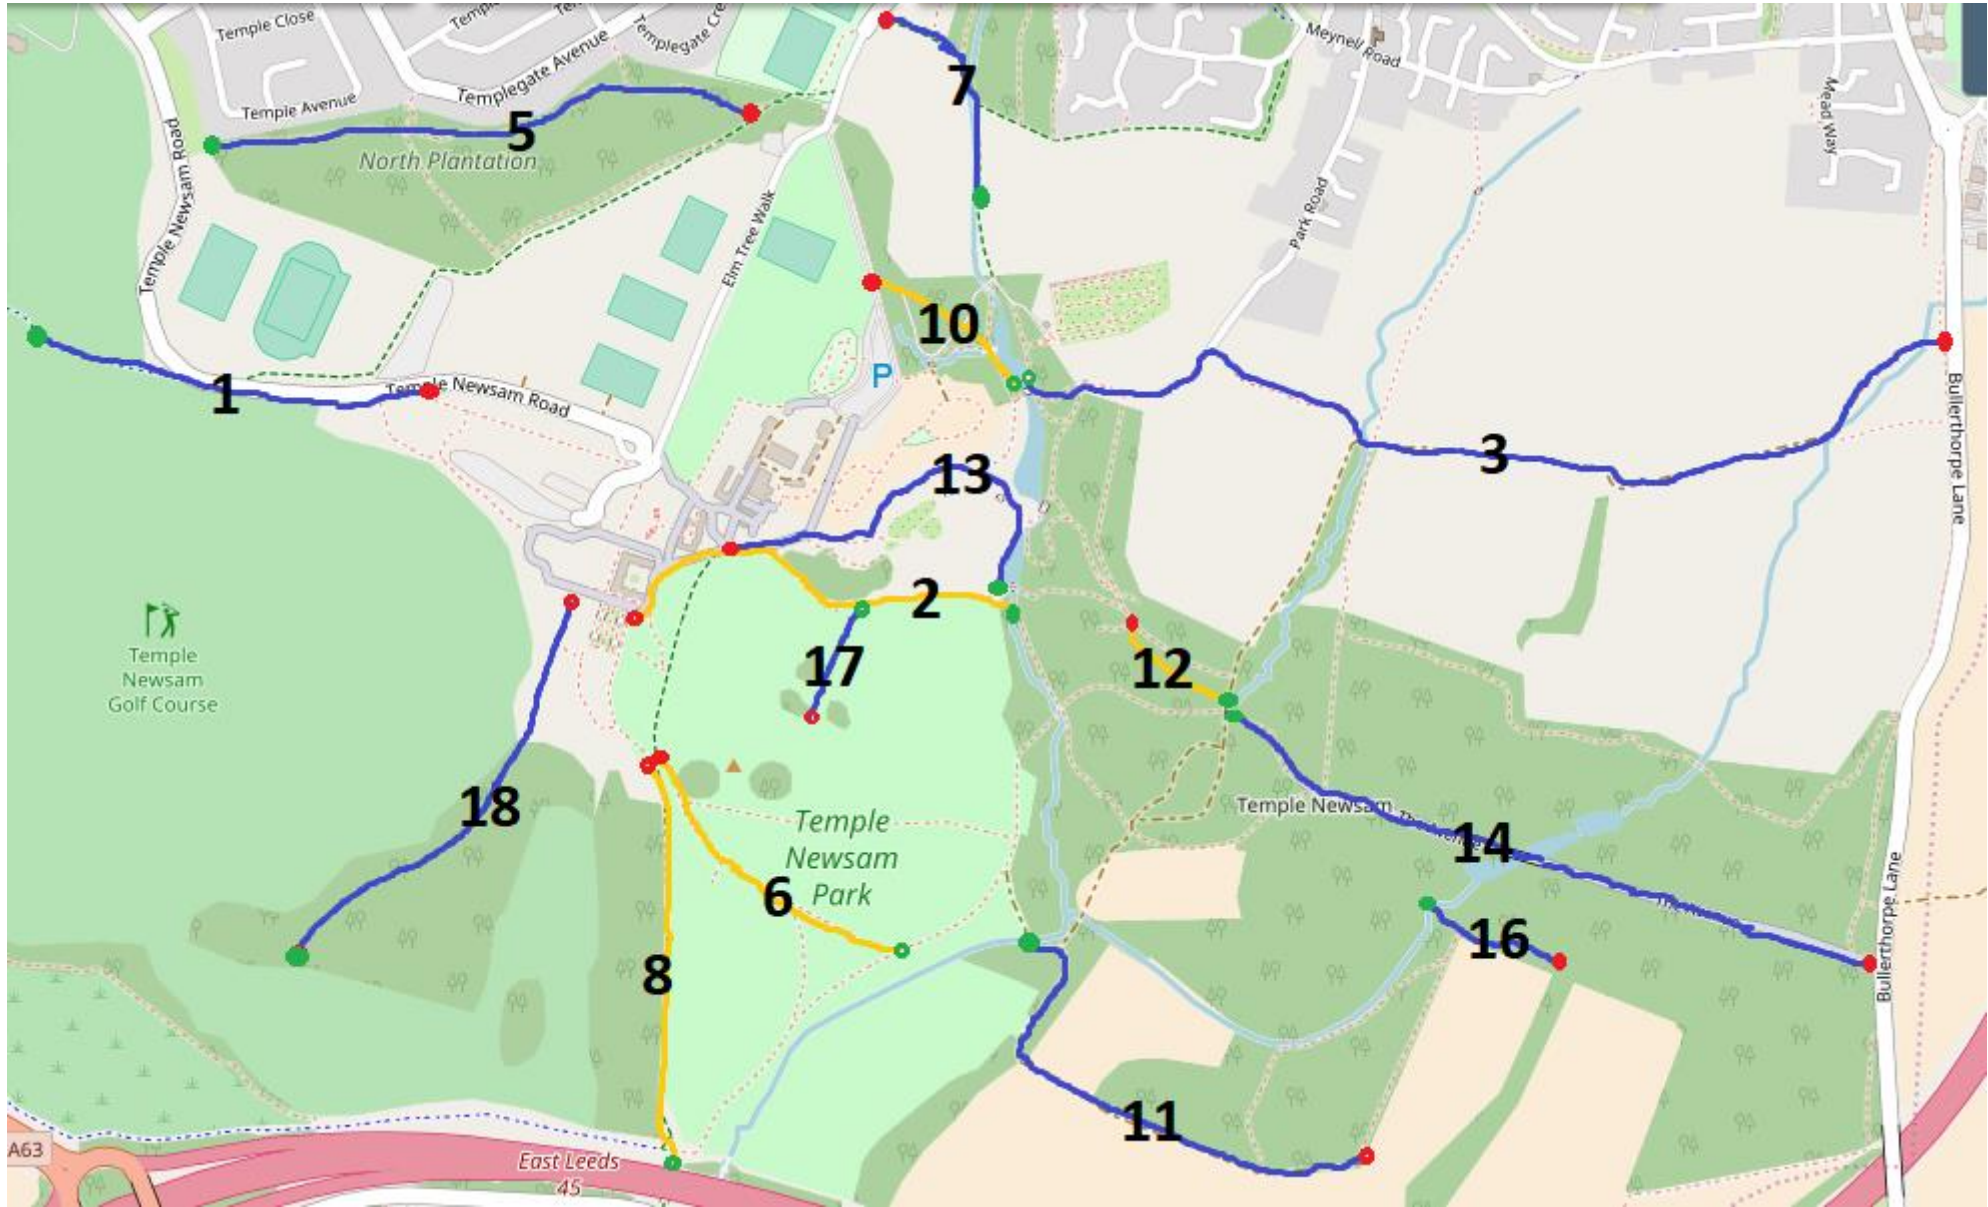 Temple Close
Temple Avenue
Templegate Avenue
Templegate Cre
Meynell Road
Mead Way
7
5
North Plantation
Temple Newsam Road
Elm Tree Walk
Park Road
10
P
1
Temple Newsam Road
3
Bullerthorpe Lane
13
2
17
12
Temple
Newsam
Golf Course
18
Temple
Newsam
Park
6
Temple Newsam
14
16
8
Bullerthorpe Lane
11
A63
East Leeds
45